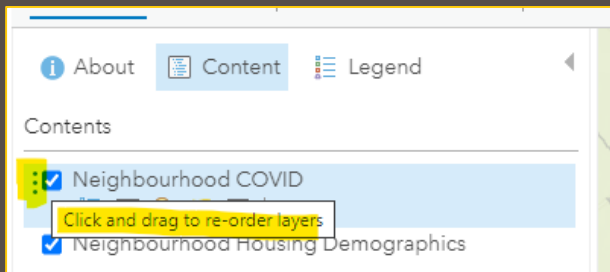 About Content Legend
Contents
Neighbourhood COVID
Click and drag to re-order layers
Neighbourhood Housing Demographics